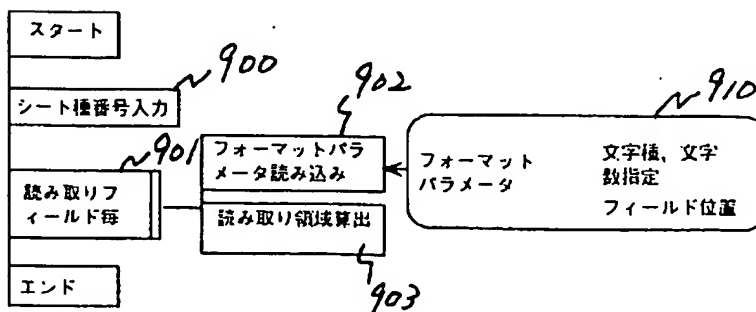 スタート
900
シート種番号入力
902
910
901
フォーマットパラ
メータ読み込み
フォーマット
パラメータ
文字種、文字
数指定
フィールド位置
読み取りフ
ィールド毎
読み取り領域算出
903
エンド